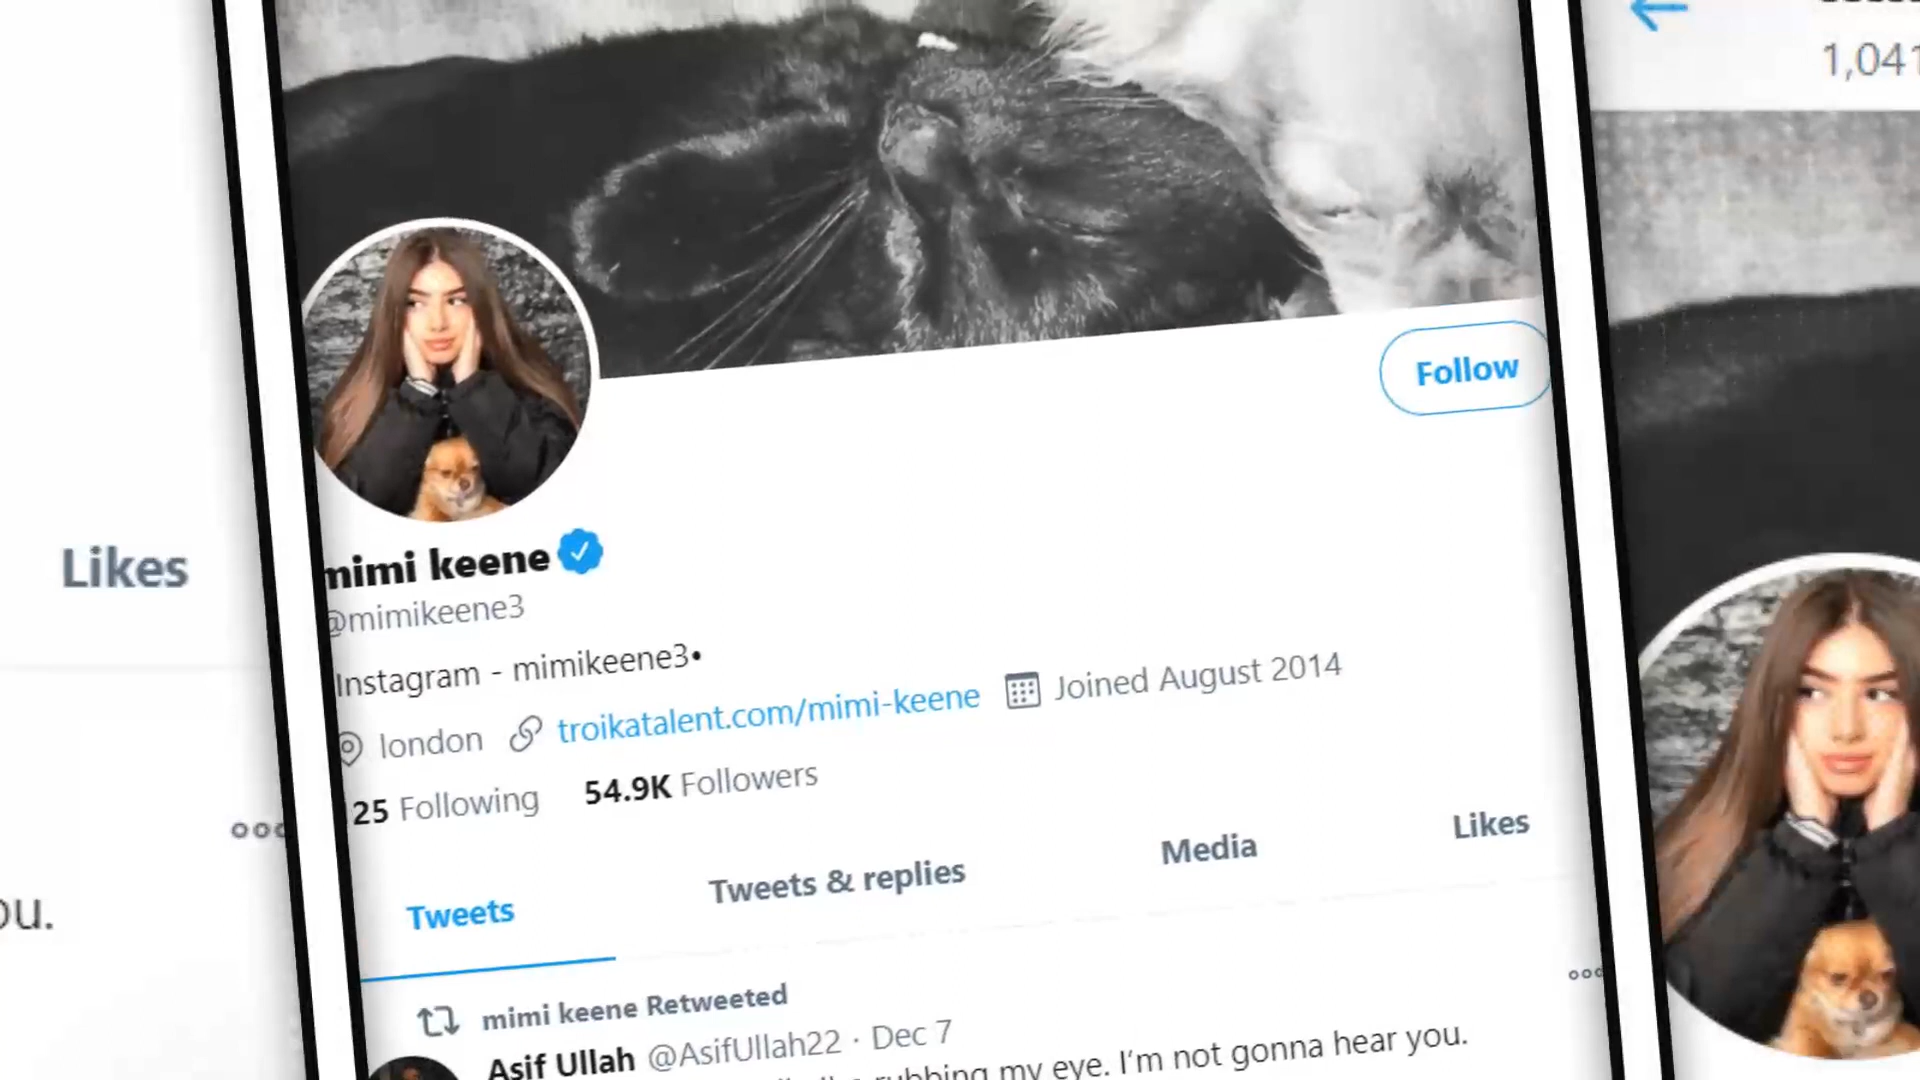 1,041
Follow
Likes
mimi keene
@mimikeene3
Instagram - mimikeene3•
london troikatalent.com/mimi-keene Joined August 2014
25 Following 54.9K Followers
Tweets Tweets & replies Media Likes
ou.
mimi keene Retweeted
Asif Ullah @AsifUllah22 · Dec 7
rubbing my eye. I'm not gonna hear you.